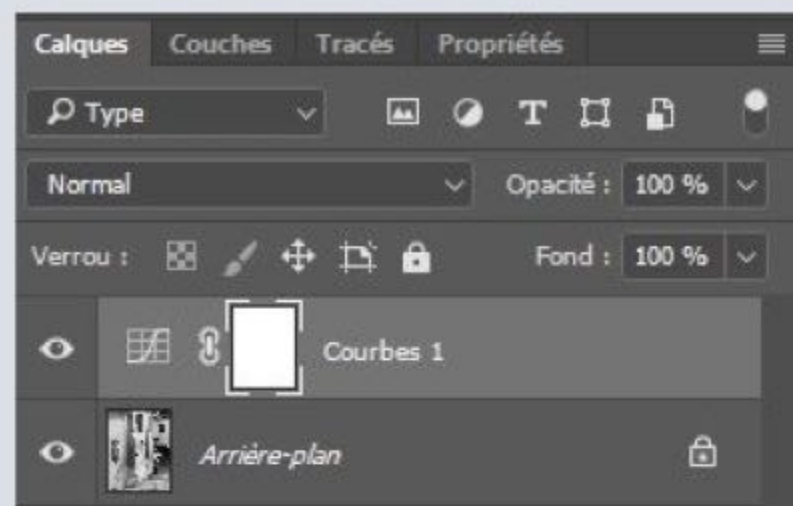 Calques Couches Tracés Propriétés
Type
Normal Opacité : 100 %
Verrou : Fond : 100 %
Courbes 1
Arrière-plan